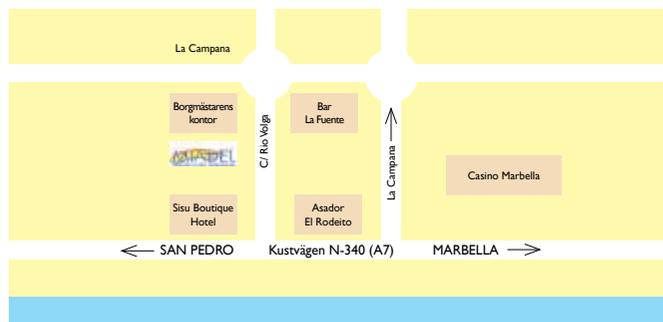 La Campana
Borgmästarens
kontor
Bar
La Fuente
C/ Rio Volga
La Campana
Casino Marbella
Sisu Boutique
Hotel
Asador
El Rodeito
SAN PEDRO
Kustvägen N-340 (A7)
MARBELLA